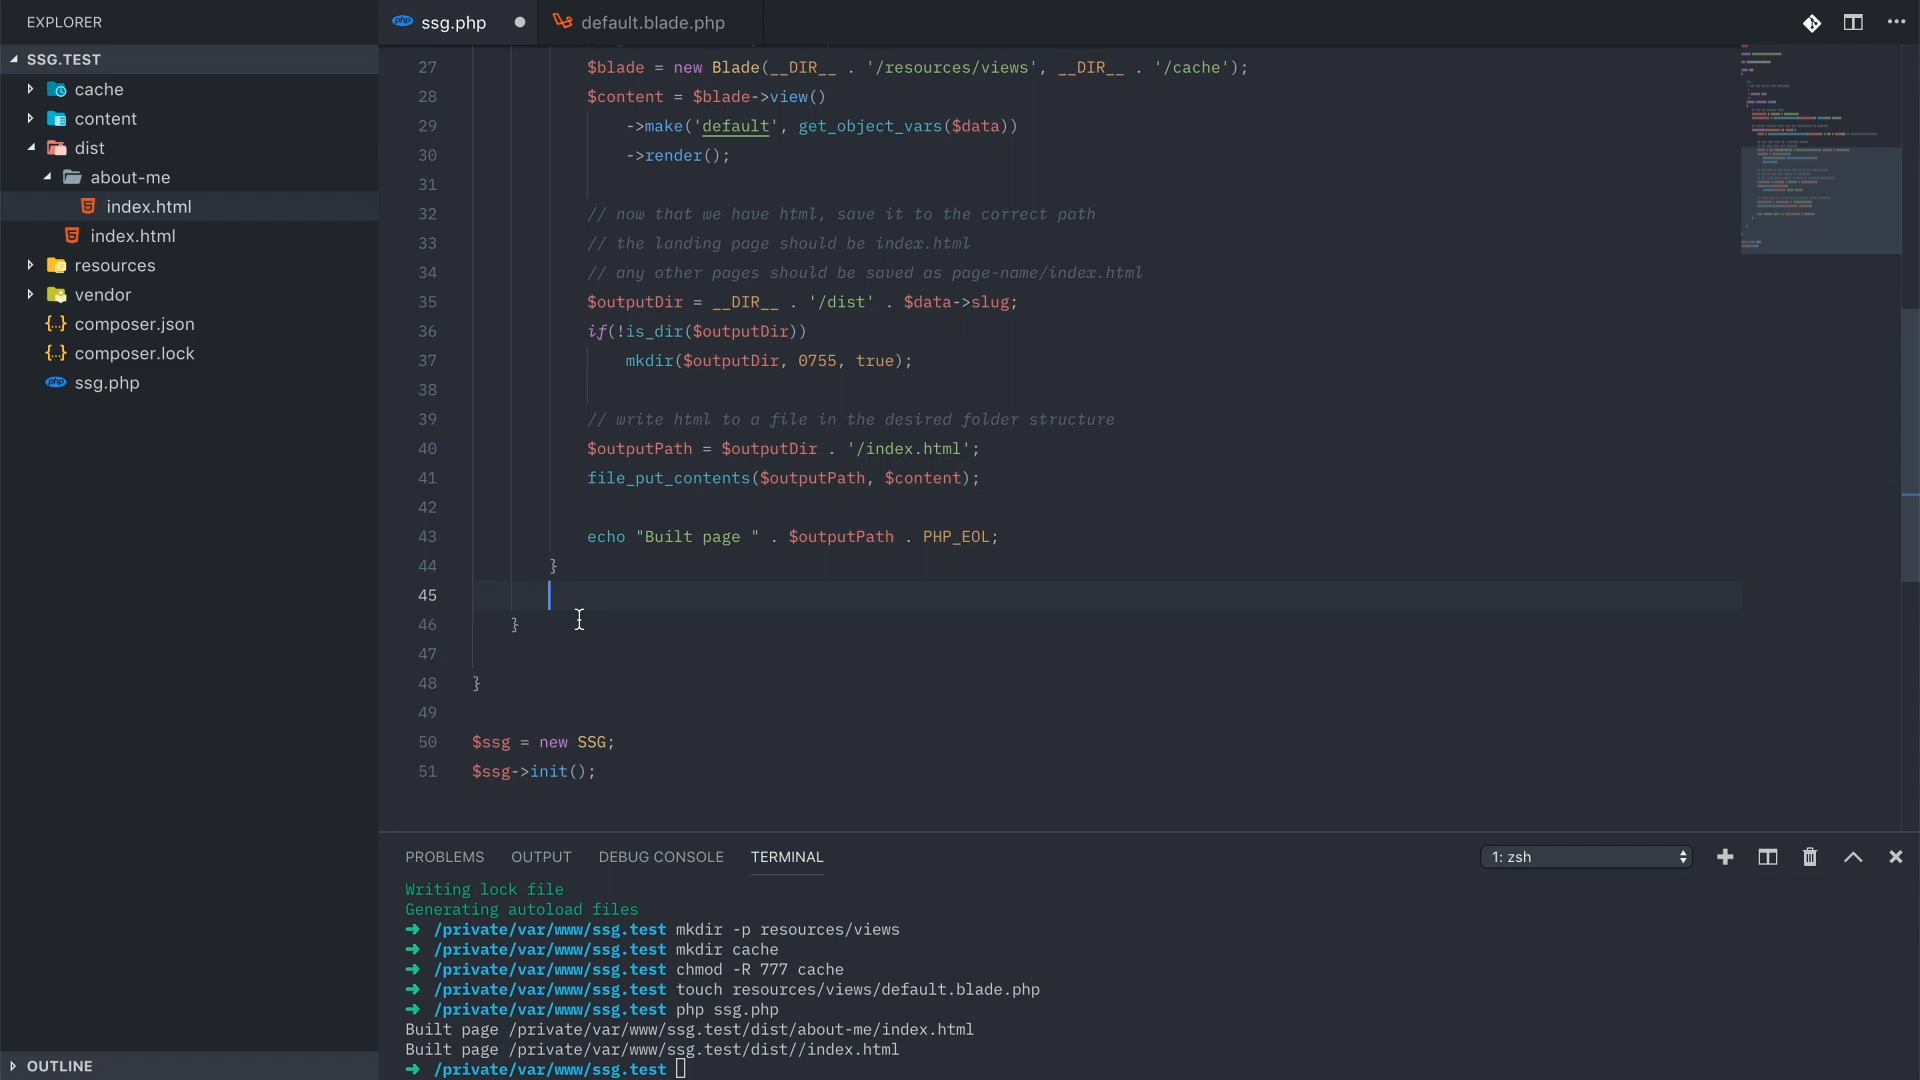 EXPLORER
SSG.TEST
cache
content
dist
about-me
index.html
index.html
resources
vendor
composer.json
composer.lock
ssg.php
OUTLINE
ssg.php
default.blade.php
27 $blade = new Blade(__DIR__ . '/resources/views', __DIR__ . '/cache');
28 $content = $blade->view()
29 ->make('default', get_object_vars($data))
30 ->render();
31
32 // now that we have html, save it to the correct path
33 // the landing page should be index.html
34 // any other pages should be saved as page-name/index.html
35 $outputDir = __DIR__ . '/dist' . $data->slug;
36 if(!is_dir($outputDir))
37 mkdir($outputDir, 0755, true);
38
39 // write html to a file in the desired folder structure
40 $outputPath = $outputDir . '/index.html';
41 file_put_contents($outputPath, $content);
42
43 echo "Built page " . $outputPath . PHP_EOL;
44 }
45
46 }
47
48 }
49
50 $ssg = new SSG;
51 $ssg->init();
PROBLEMS OUTPUT DEBUG CONSOLE TERMINAL 1: zsh
Writing lock file
Generating autoload files
➜ /private/var/www/ssg.test mkdir -p resources/views
➜ /private/var/www/ssg.test mkdir cache
➜ /private/var/www/ssg.test chmod -R 777 cache
➜ /private/var/www/ssg.test touch resources/views/default.blade.php
➜ /private/var/www/ssg.test php ssg.php
Built page /private/var/www/ssg.test/dist/about-me/index.html
Built page /private/var/www/ssg.test/dist//index.html
➜ /private/var/www/ssg.test